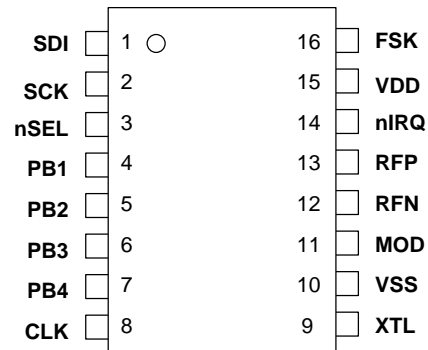 SDI 1 16 FSK
SCK 2 15 VDD
nSEL 3 14 nIRQ
PB1 4 13 RFP
PB2 5 12 RFN
PB3 6 11 MOD
PB4 7 10 VSS
CLK 8 9 XTL